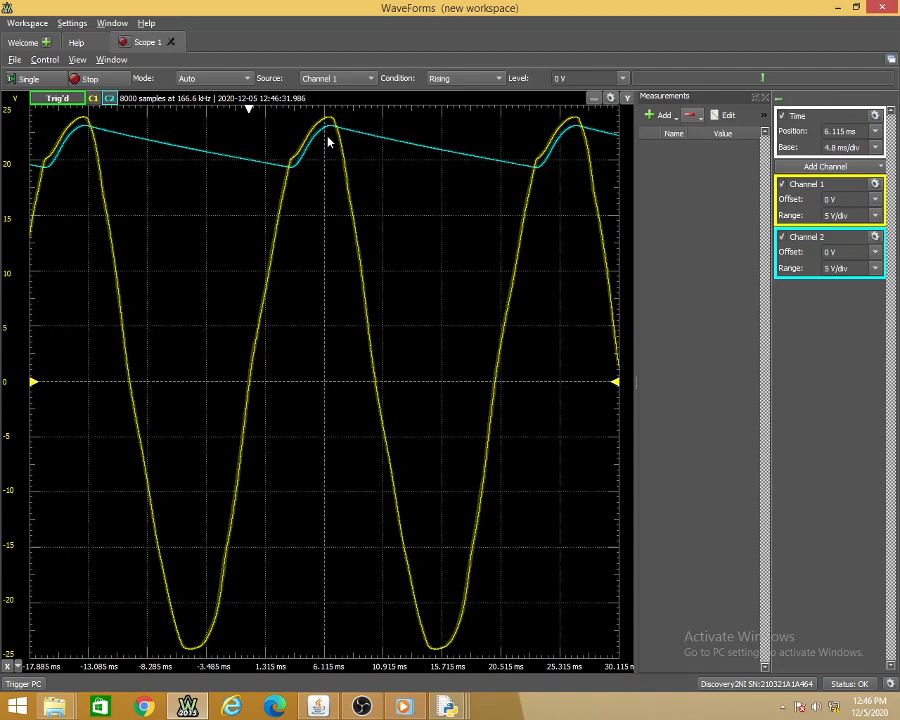 WaveForms (new workspace)
Workspace Settings Window Help
Welcome Help Scope 1
File Control View Window
Single Stop Mode: Auto Source: Channel 1 Condition: Rising Level: 0 V
V Trig'd C1 C2 8000 samples at 166.6 kHz | 2020-12-05 12:46:31.986 Y
Measurements
Add Edit »
Name Value
Time
Position: 6.115 ms
Base: 4.8 ms/div
Add Channel
Channel 1
Offset: 0 V
Range: 5 V/div
Channel 2
Offset: 0 V
Range: 5 V/div
25
20
15
10
5
0
-5
-10
-15
-20
-25
X -17.885 ms -13.085 ms -8.285 ms -3.485 ms 1.315 ms 6.115 ms 10.915 ms 15.715 ms 20.515 ms 25.315 ms 30.115 ms
Activate Windows
Go to PC settings to activate Windows.
Trigger PC Discovery2NI SN:210321A1A464 Status: OK
W
2015
12:46 PM
12/5/2020